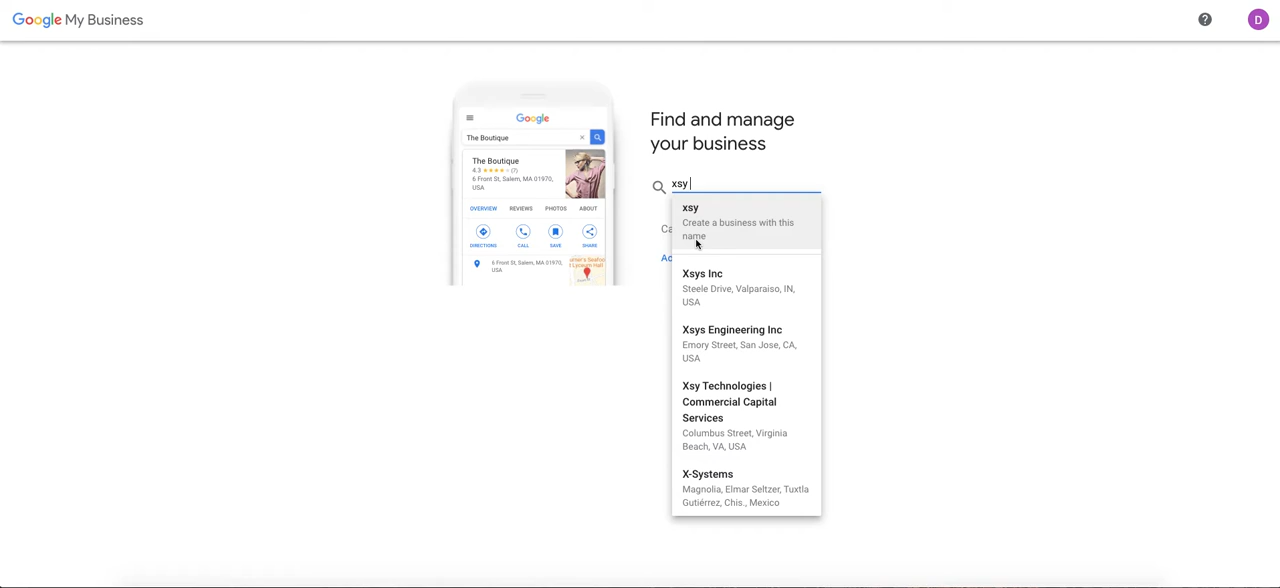 Google My Business
D
Google
The Boutique
The Boutique
4.3 ★★★★★ (7)
6 Front St, Salem, MA 01970,
USA
OVERVIEW REVIEWS PHOTOS ABOUT
DIRECTIONS CALL SAVE SHARE
6 Front St, Salem, MA 01970,
USA
Find and manage
your business
xsy
xsy
Create a business with this
name
Xsys Inc
Steele Drive, Valparaiso, IN,
USA
Xsys Engineering Inc
Emory Street, San Jose, CA,
USA
Xsy Technologies |
Commercial Capital
Services
Columbus Street, Virginia
Beach, VA, USA
X-Systems
Magnolia, Elmar Seltzer, Tuxtla
Gutiérrez, Chis., Mexico